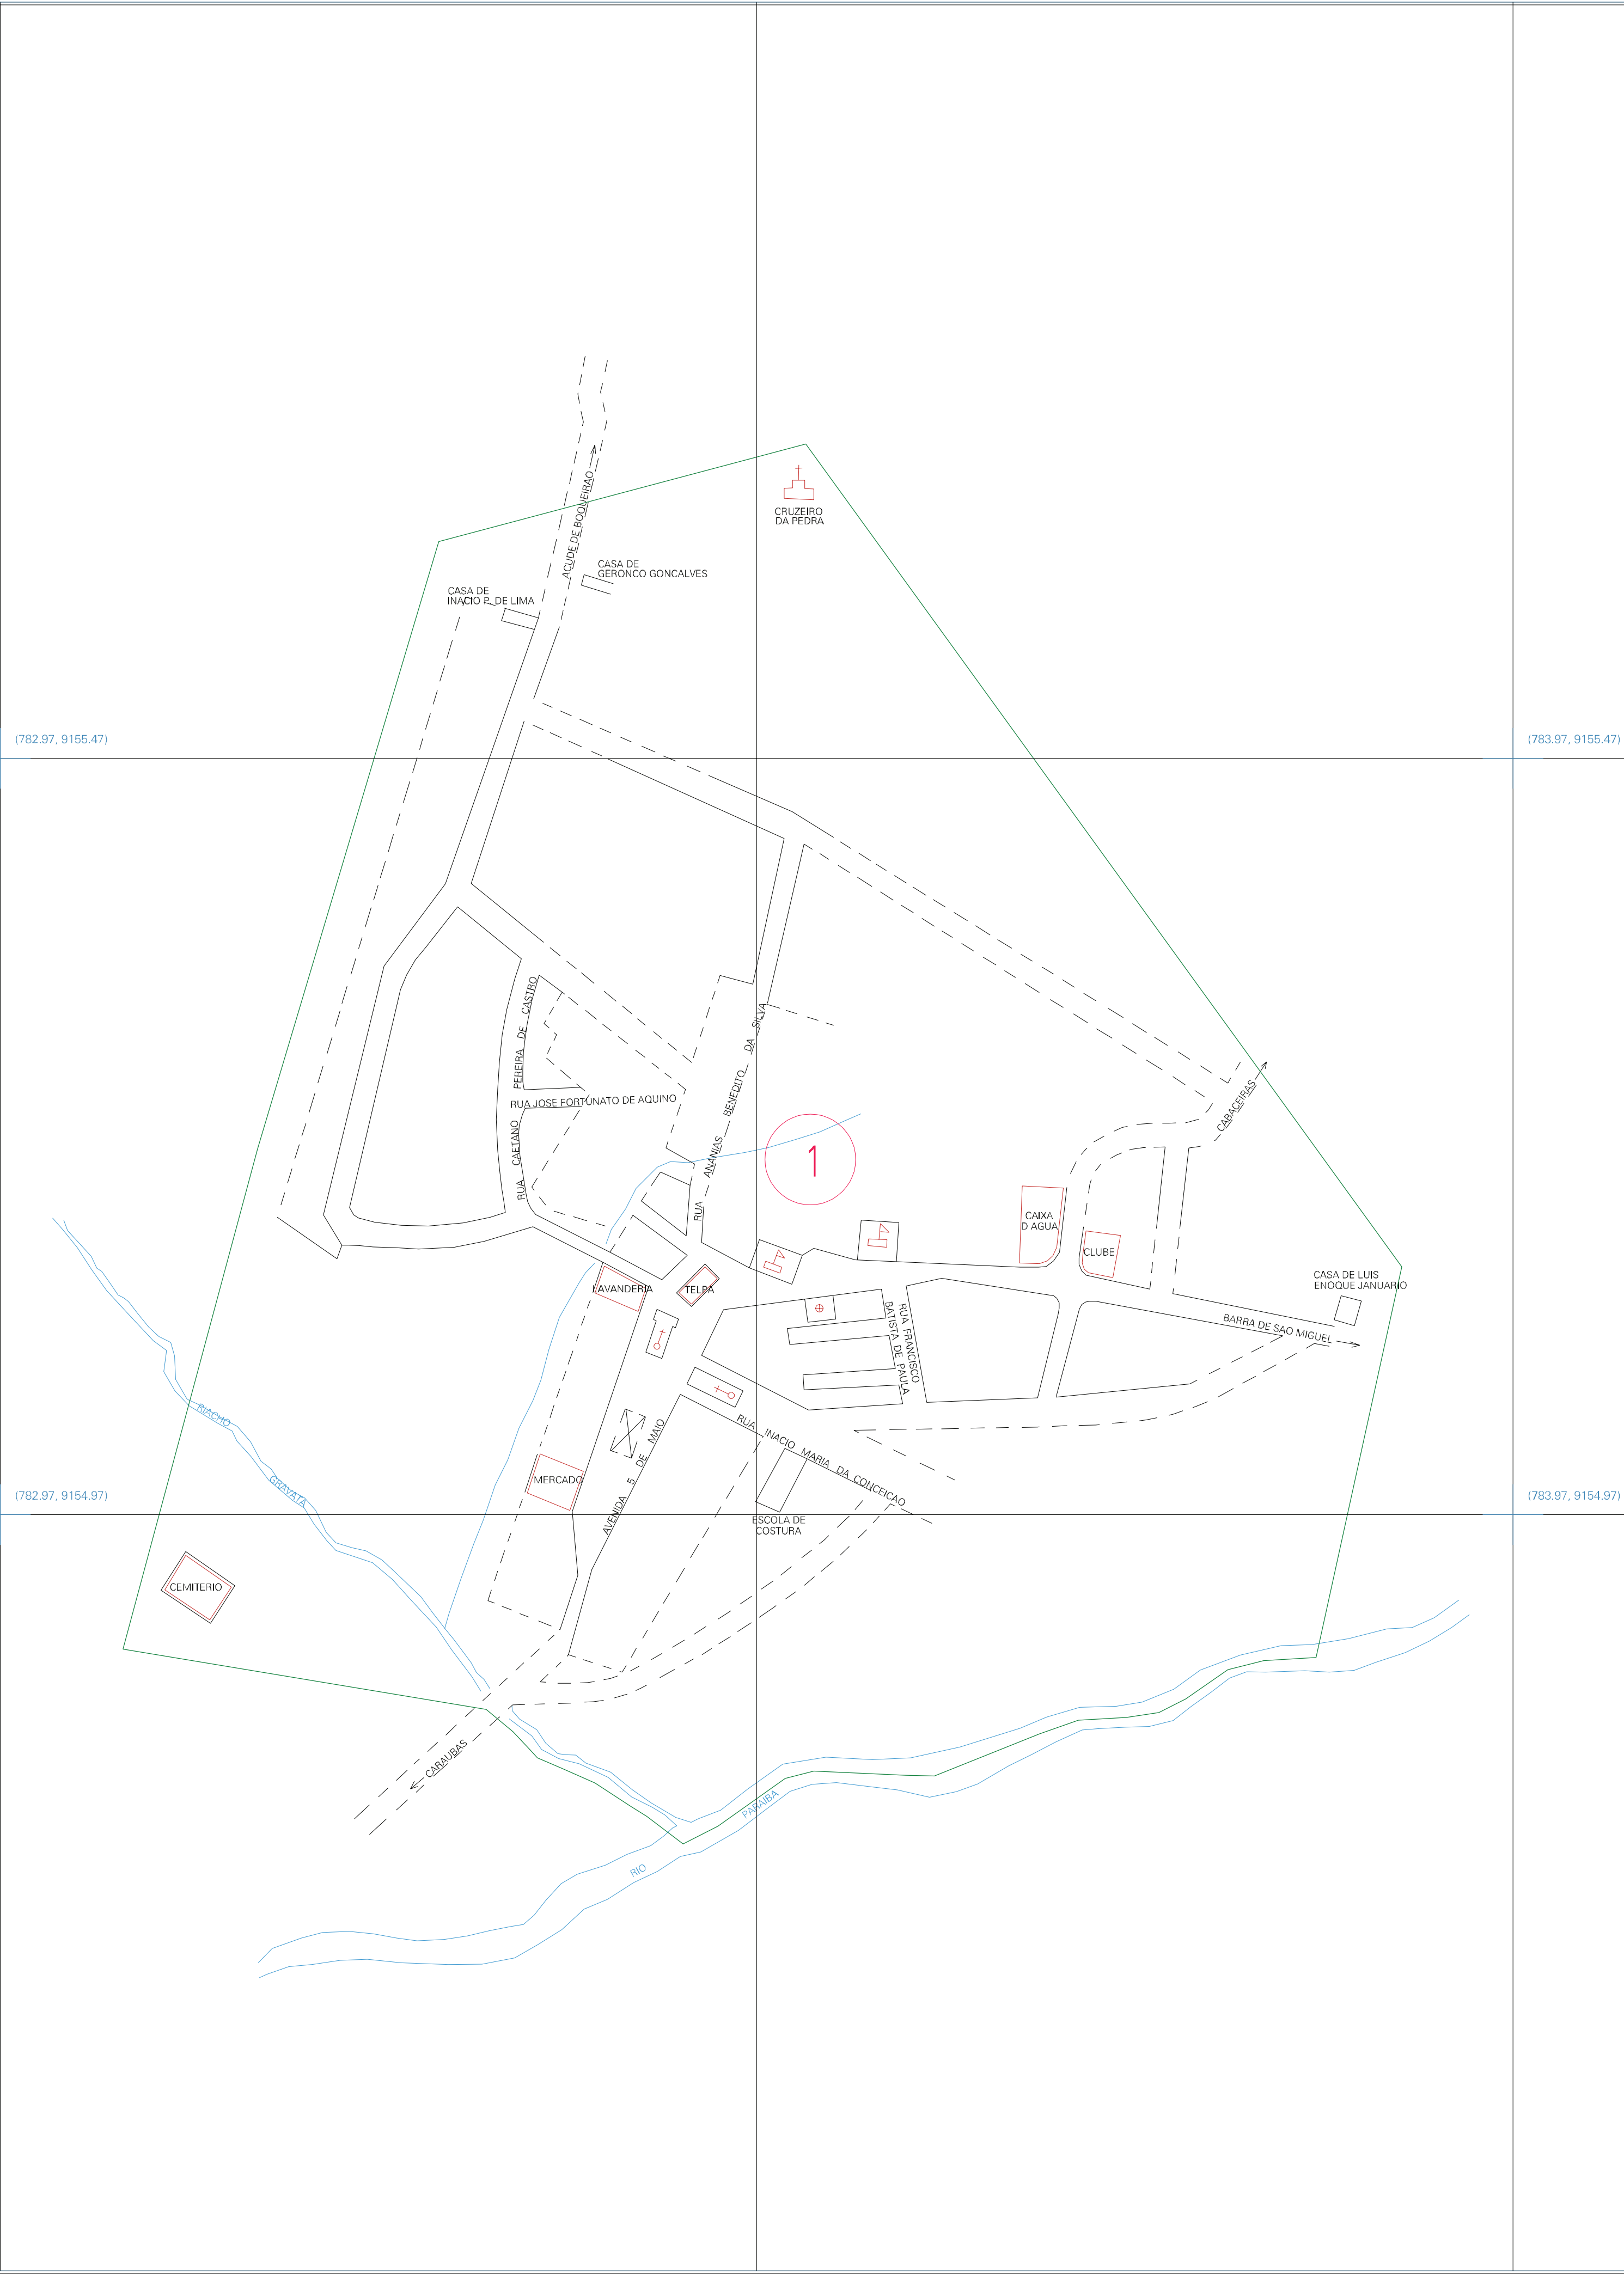 ACUDE DE BOQUEIRAO
CRUZEIRO
DA PEDRA
CASA DE
GERONCO GONCALVES
CASA DE
INACIO P. DE LIMA
(782.97, 9155.47)
(783.97, 9155.47)
RUA CAETANO PEREIRA DE CASTRO
RUA JOSE FORTUNATO DE AQUINO
RUA ANANIAS BENEDITO DA SILVA
1
CABACEIRAS
CAIXA
D AGUA
CLUBE
CASA DE LUIS
ENOQUE JANUARIO
LAVANDERIA
TELPA
BARRA DE SAO MIGUEL
RUA FRANCISCO
BATISTA DE PAULA
RIACHO GRAVATA
AVENIDA 5 DE MAIO
RUA INACIO MARIA DA CONCEICAO
MERCADO
(782.97, 9154.97)
(783.97, 9154.97)
ESCOLA DE
COSTURA
CEMITERIO
CARAUBAS
RIO PARAIBA